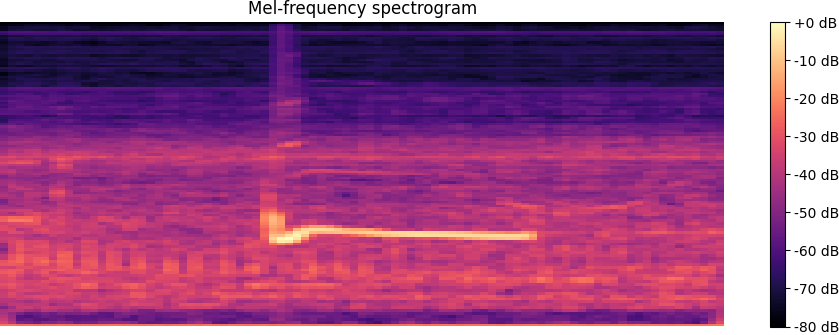 Mel-frequency spectrogram
+0 dB
-10 dB
-20 dB
-30 dB
-40 dB
-50 dB
-60 dB
-70 dB
-80 dB